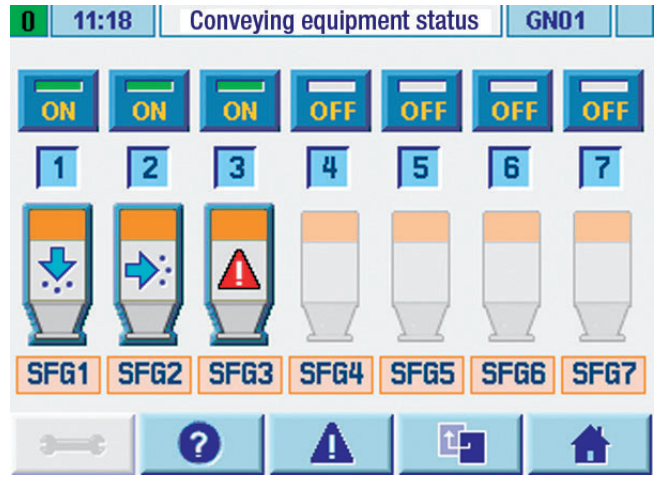 0 11:18 Conveying equipment status GN01
ON ON ON OFF OFF OFF OFF
1 2 3 4 5 6 7
!
SFG1 SFG2 SFG3 SFG4 SFG5 SFG6 SFG7
? !